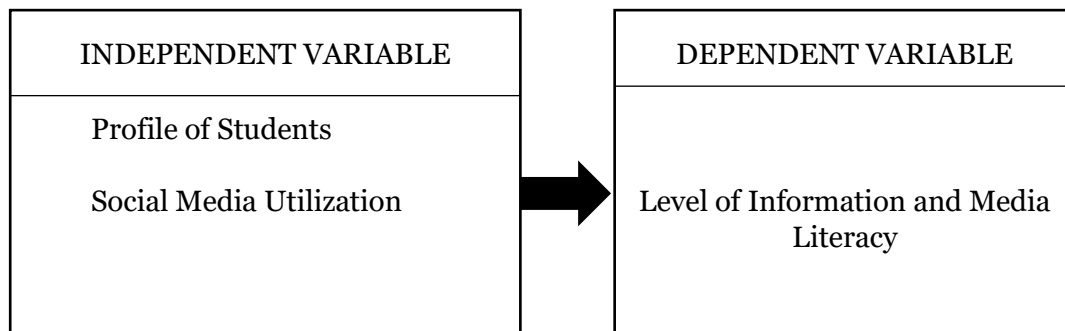 INDEPENDENT VARIABLE
Profile of Students
Social Media Utilization
DEPENDENT VARIABLE
Level of Information and Media
Literacy